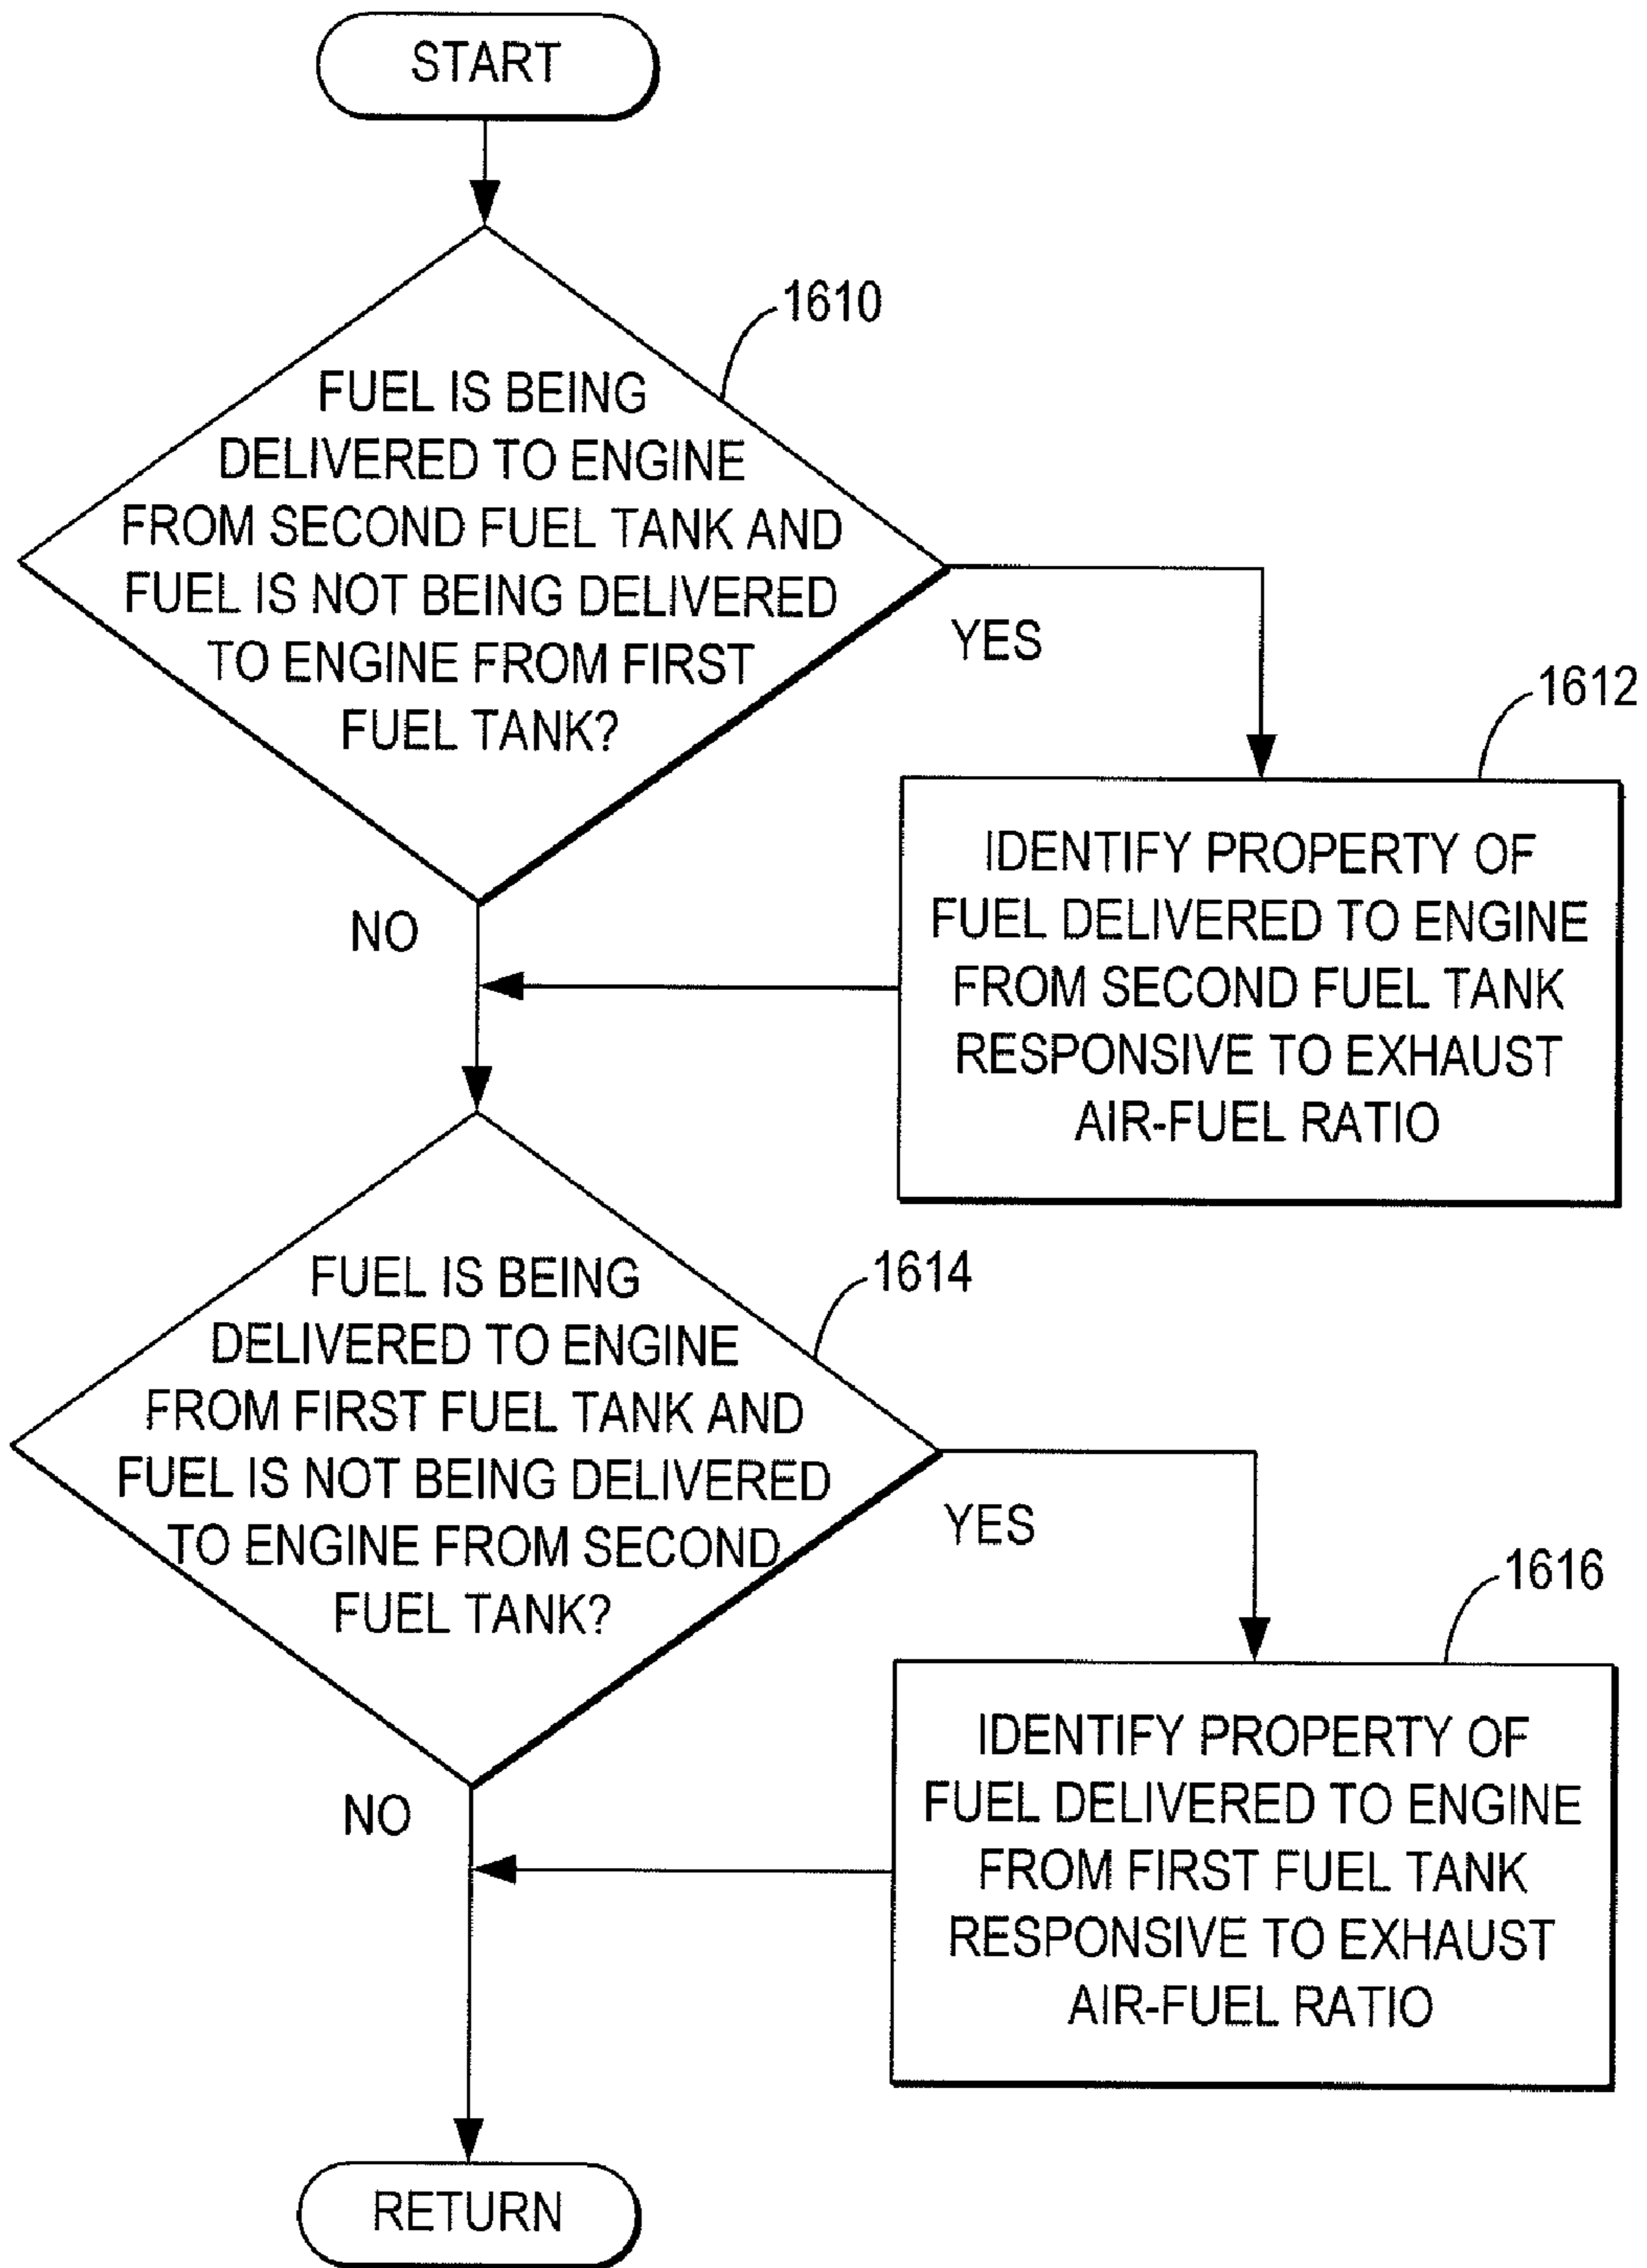 START
1610
FUEL IS BEING
DELIVERED TO ENGINE
FROM SECOND FUEL TANK AND
FUEL IS NOT BEING DELIVERED
TO ENGINE FROM FIRST
FUEL TANK?
YES
NO
1612
IDENTIFY PROPERTY OF
FUEL DELIVERED TO ENGINE
FROM SECOND FUEL TANK
RESPONSIVE TO EXHAUST
AIR-FUEL RATIO
1614
FUEL IS BEING
DELIVERED TO ENGINE
FROM FIRST FUEL TANK AND
FUEL IS NOT BEING DELIVERED
TO ENGINE FROM SECOND
FUEL TANK?
YES
NO
1616
IDENTIFY PROPERTY OF
FUEL DELIVERED TO ENGINE
FROM FIRST FUEL TANK
RESPONSIVE TO EXHAUST
AIR-FUEL RATIO
RETURN